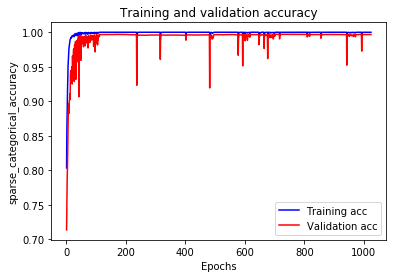 Training and validation accuracy
sparse_categorical_accuracy
1.00
0.95
0.90
0.85
0.80
0.75
0.70
0 200 400 600 800 1000
Epochs
Training acc
Validation acc